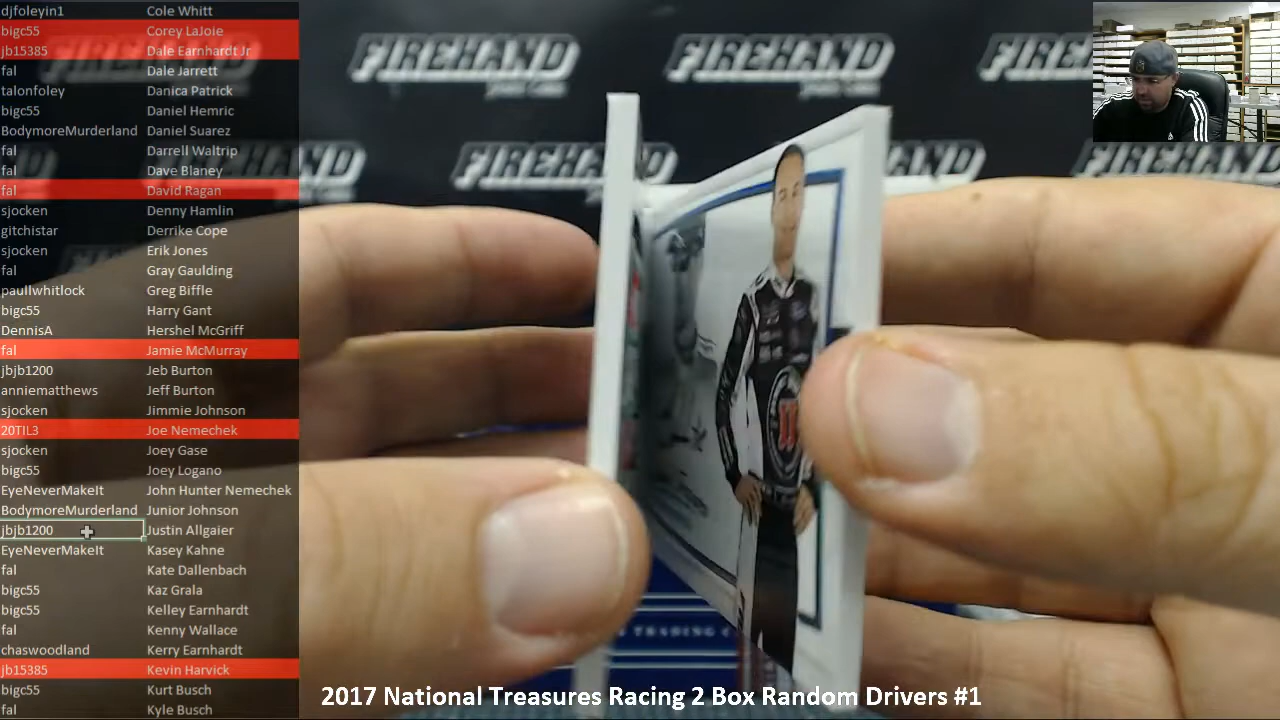 djfoleyin1 Cole Whitt
bigc55 Corey LaJoie
jb15385 Dale Earnhardt Jr
fal Dale Jarrett
talonfoley Danica Patrick
bigc55 Daniel Hemric
BodymoreMurderland Daniel Suarez
fal Darrell Waltrip
fal Dave Blaney
fal David Ragan
sjocken Denny Hamlin
gitchistar Derrike Cope
sjocken Erik Jones
fal Gray Gaulding
paullwhitlock Greg Biffle
bigc55 Harry Gant
DennisA Hershel McGriff
fal Jamie McMurray
jbjb1200 Jeb Burton
anniematthews Jeff Burton
sjocken Jimmie Johnson
20TIL3 Joe Nemechek
sjocken Joey Gase
bigc55 Joey Logano
EyeNeverMakeIt John Hunter Nemechek
BodymoreMurderland Junior Johnson
jbjb1200 Justin Allgaier
EyeNeverMakeIt Kasey Kahne
fal Kate Dallenbach
bigc55 Kaz Grala
bigc55 Kelley Earnhardt
fal Kenny Wallace
chaswoodland Kerry Earnhardt
jb15385 Kevin Harvick
bigc55 Kurt Busch
fal Kyle Busch
FIREHAND FIREHAND FIREHAND
FIREHAND FIREHAND FIREHAND
TRADING
2017 National Treasures Racing 2 Box Random Drivers #1